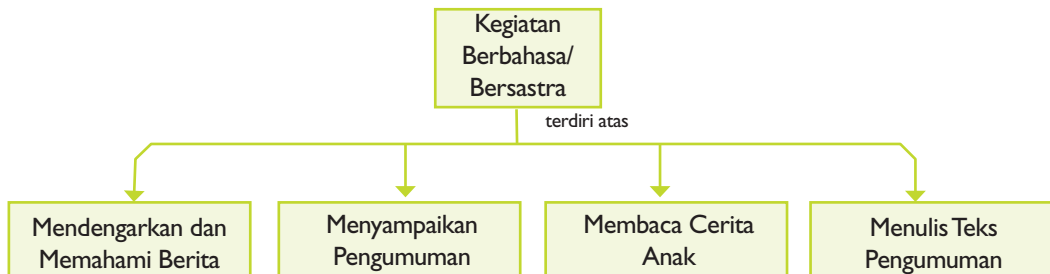 Kegiatan
Berbahasa/
Bersastra
terdiri atas
Mendengarkan dan
Memahami Berita
Menyampaikan
Pengumuman
Membaca Cerita
Anak
Menulis Teks
Pengumuman